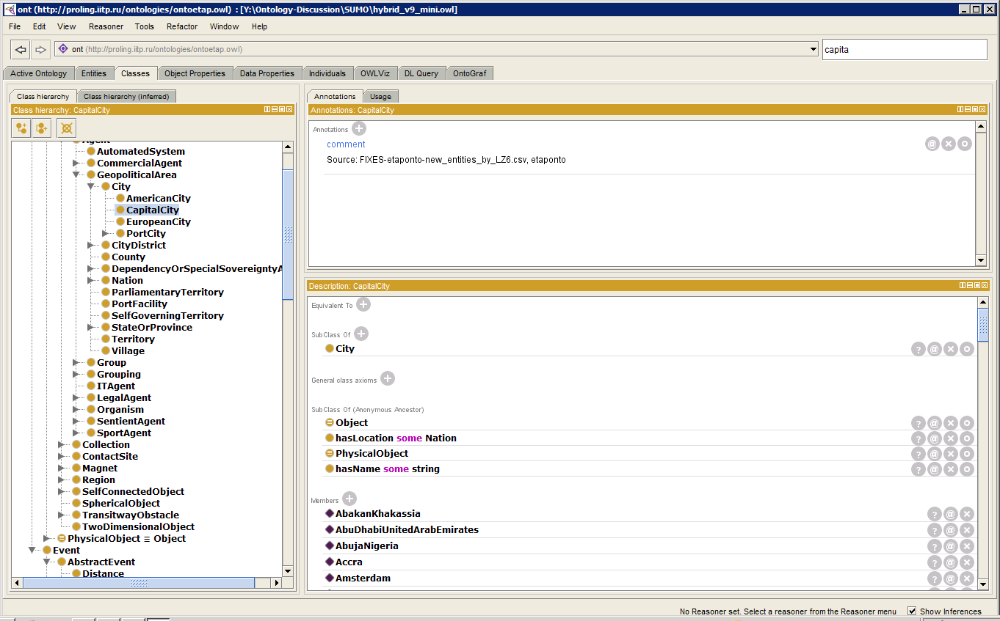 ont (http://proling.iitp.ru/ontologies/ontoetap.owl) : [Y:\Ontology-Discussion\SUMO\hybrid_v9_mini.owl]
File Edit View Reasoner Tools Refactor Window Help
ont (http://proling.iitp.ru/ontologies/ontoetap.owl)
capita
Active Ontology Entities Classes Object Properties Data Properties Individuals OWLViz DL Query OntoGraf
Class hierarchy Class hierarchy (inferred)
Class hierarchy: CapitalCity
Agent
AutomatedSystem
CommercialAgent
GeopoliticalArea
City
AmericanCity
CapitalCity
EuropeanCity
PortCity
CityDistrict
County
DependencyOrSpecialSovereigntyA
Nation
ParliamentaryTerritory
PortFacility
SelfGoverningTerritory
StateOrProvince
Territory
Village
Group
Grouping
ITAgent
LegalAgent
Organism
SentientAgent
SportAgent
Collection
ContactSite
Magnet
Region
SelfConnectedObject
SphericalObject
TransitwayObstacle
TwoDimensionalObject
PhysicalObject ≡ Object
Event
AbstractEvent
Distance
Annotations Usage
Annotations: CapitalCity
Annotations
comment
Source: FIXES-etaponto-new_entities_by_LZ6.csv, etaponto
Description: CapitalCity
Equivalent To
SubClass Of
City
General class axioms
SubClass Of (Anonymous Ancestor)
Object
hasLocation some Nation
PhysicalObject
hasName some string
Members
AbakanKhakassia
AbuDhabiUnitedArabEmirates
AbujaNigeria
Accra
Amsterdam
No Reasoner set. Select a reasoner from the Reasoner menu Show Inferences